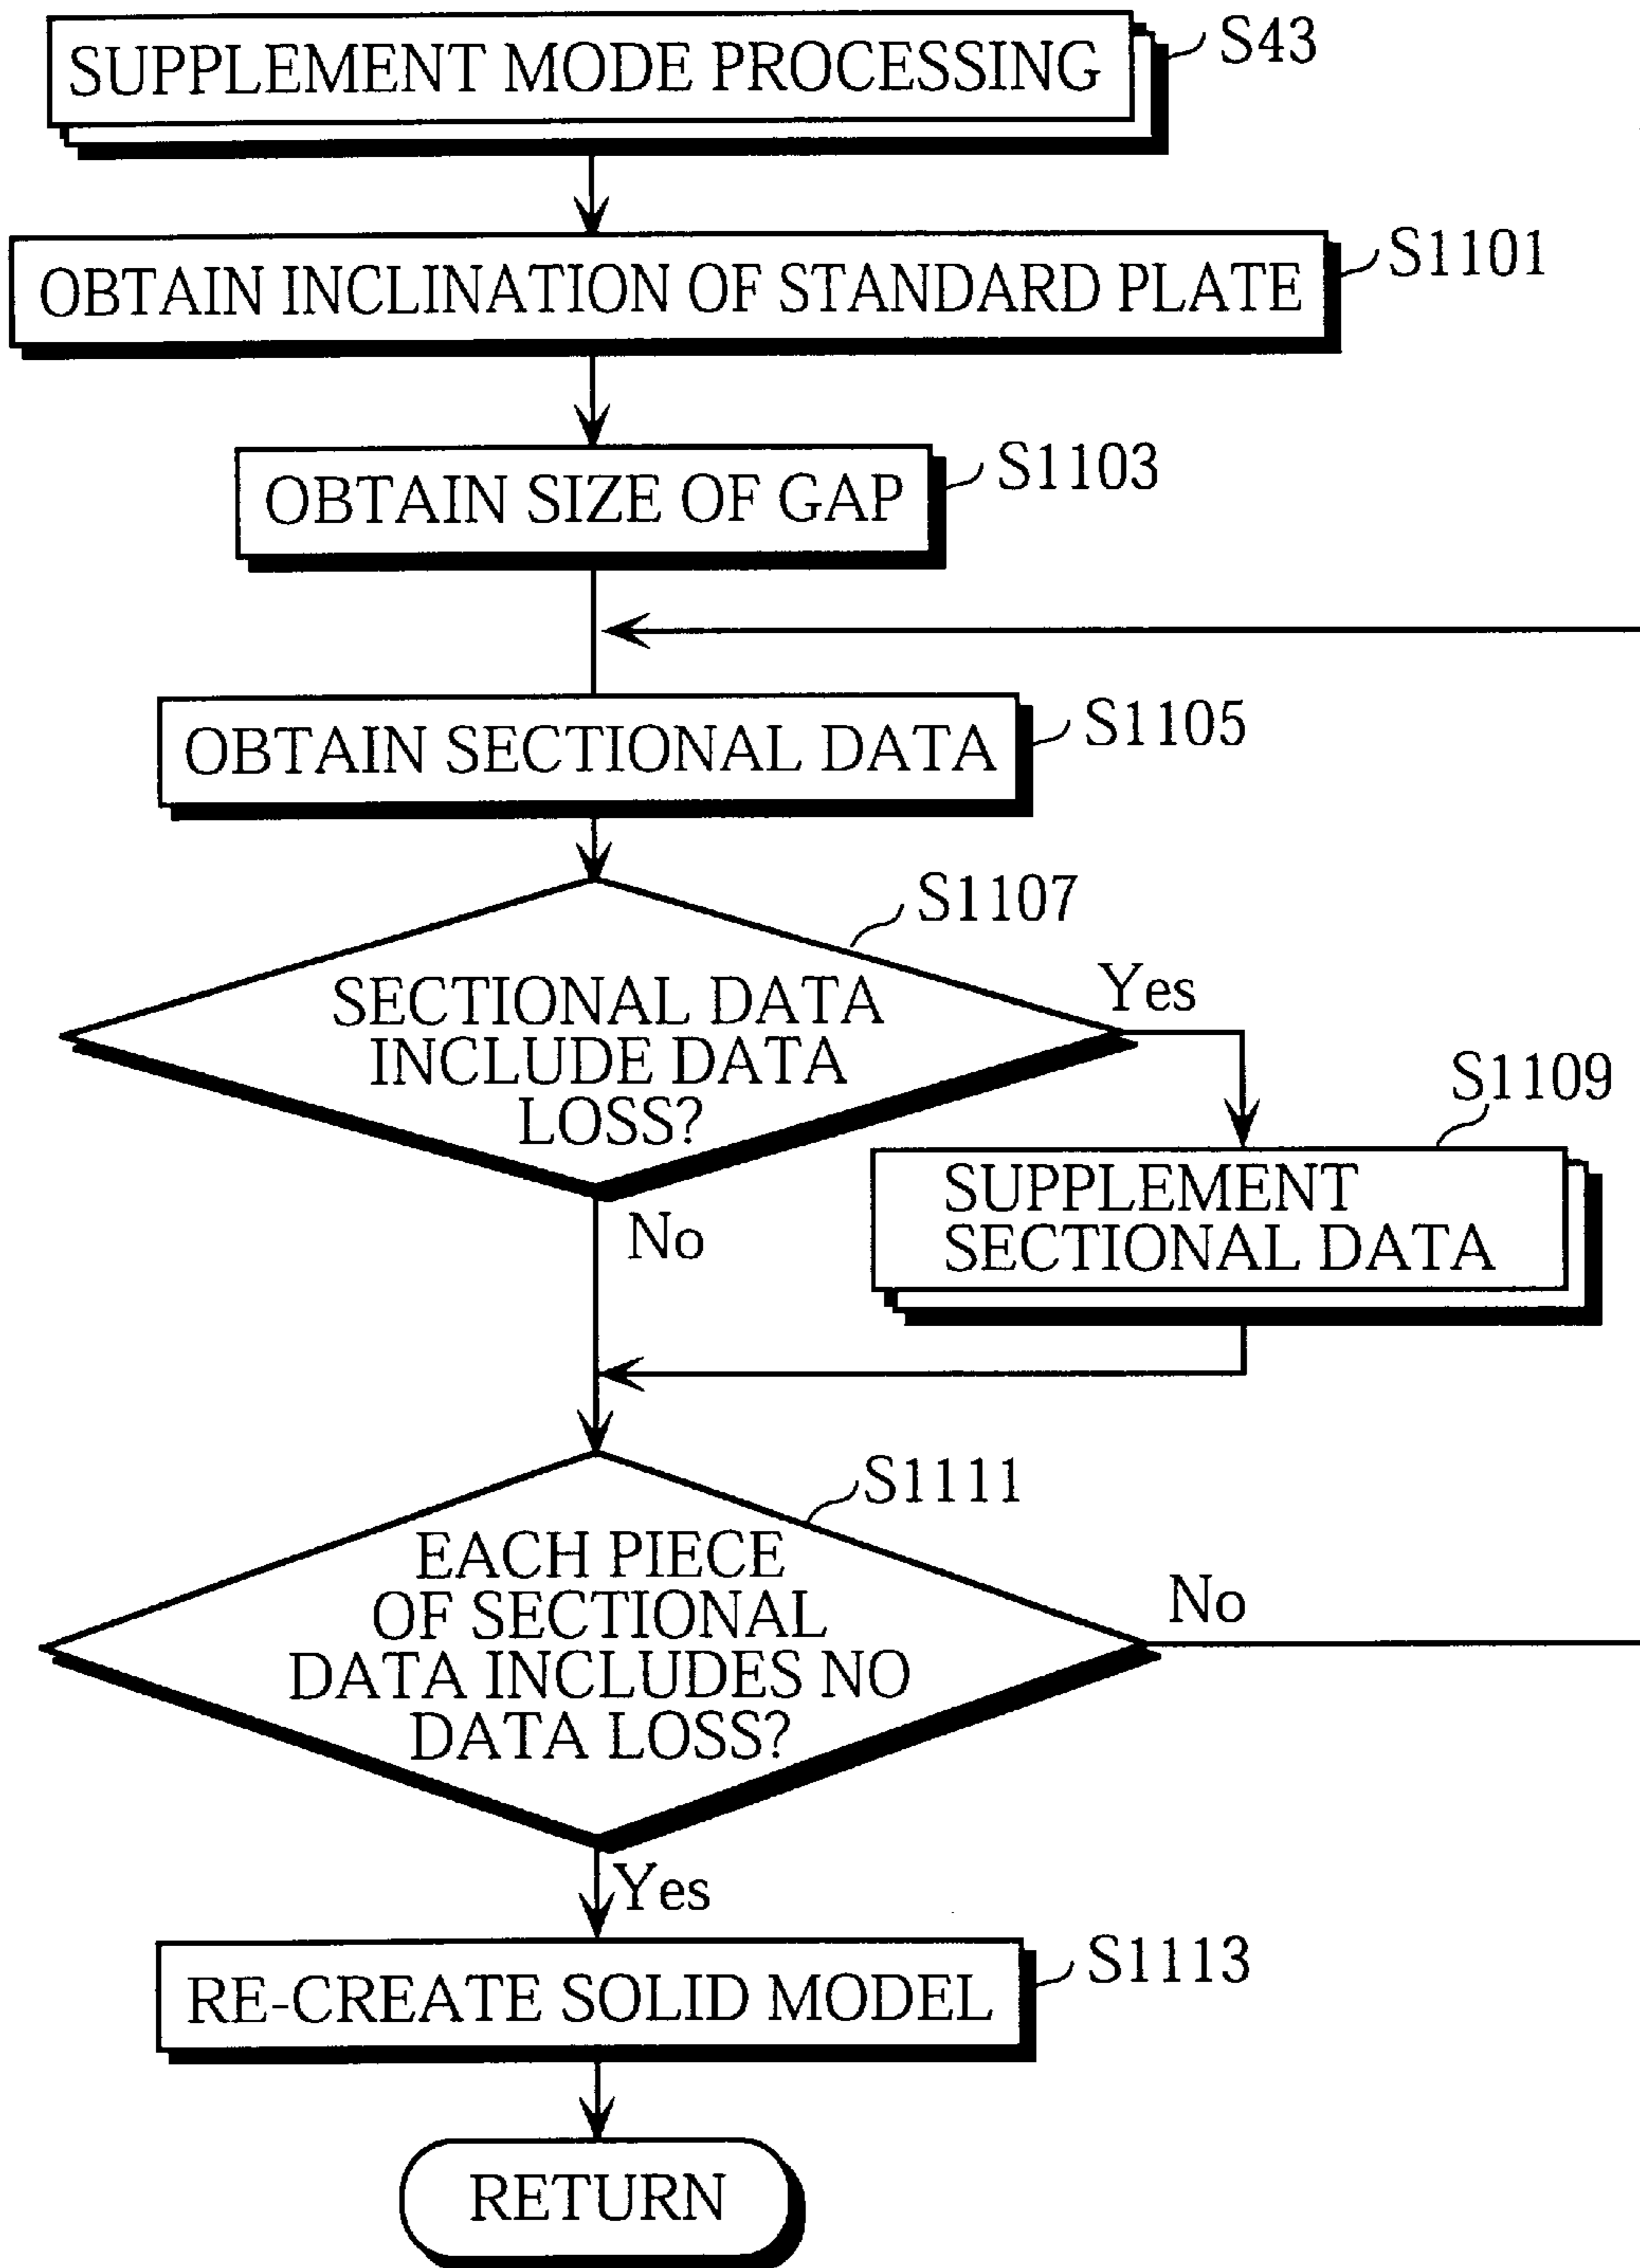 SUPPLEMENT MODE PROCESSING
S43
OBTAIN INCLINATION OF STANDARD PLATE
S1101
OBTAIN SIZE OF GAP
S1103
OBTAIN SECTIONAL DATA
S1105
S1107
SECTIONAL DATA
INCLUDE DATA
LOSS?
Yes
No
S1109
SUPPLEMENT
SECTIONAL DATA
S1111
EACH PIECE
OF SECTIONAL
DATA INCLUDES NO
DATA LOSS?
No
Yes
RE-CREATE SOLID MODEL
S1113
RETURN